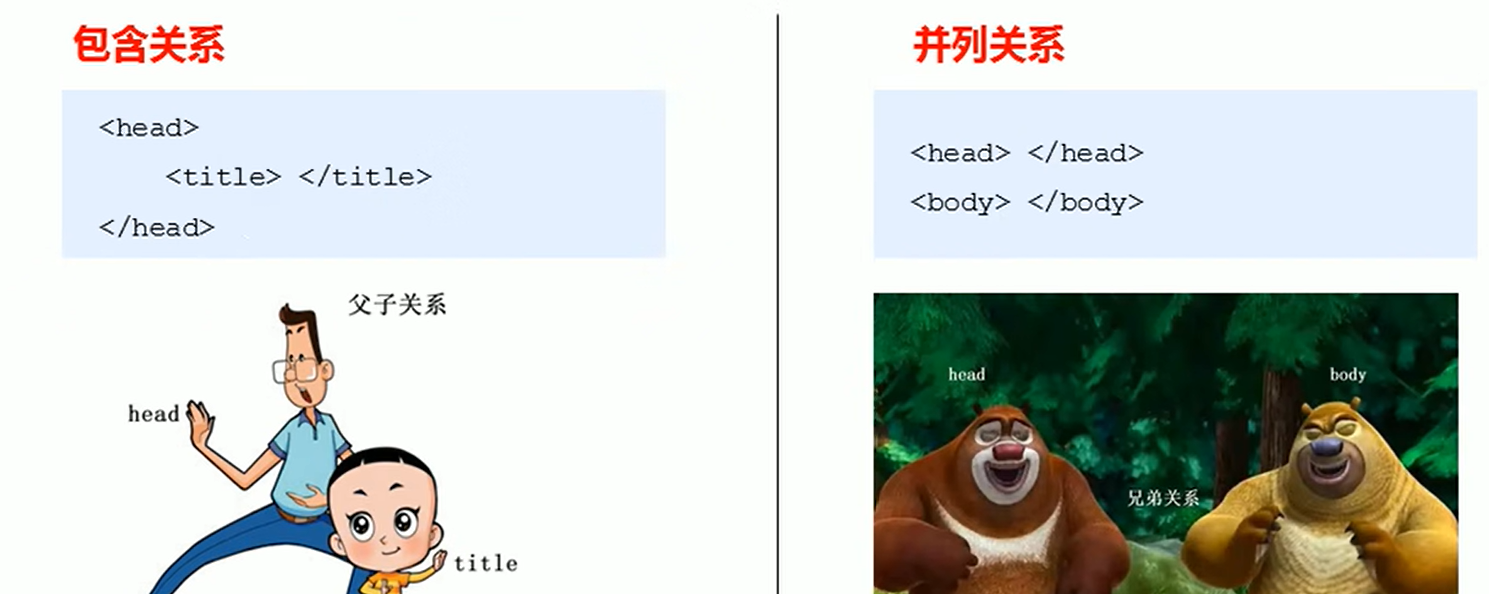 包含关系
<head>
<title> </title>
</head>
父子关系
head
title
并列关系
<head> </head>
<body> </body>
head
body
兄弟关系